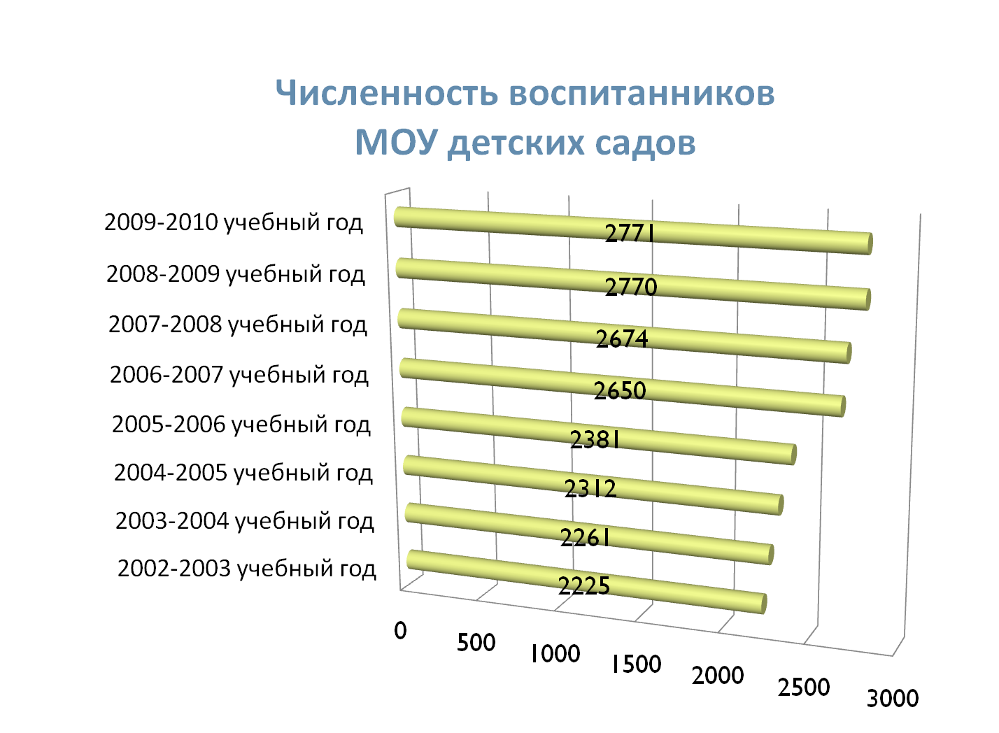 Численность воспитанников
МОУ детских садов
2009-2010 учебный год
2771
2008-2009 учебный год
2770
2007-2008 учебный год
2674
2006-2007 учебный год
2650
2005-2006 учебный год
2381
2004-2005 учебный год
2312
2003-2004 учебный год
2261
2002-2003 учебный год
2225
0
500
1000
1500
2000
2500
3000